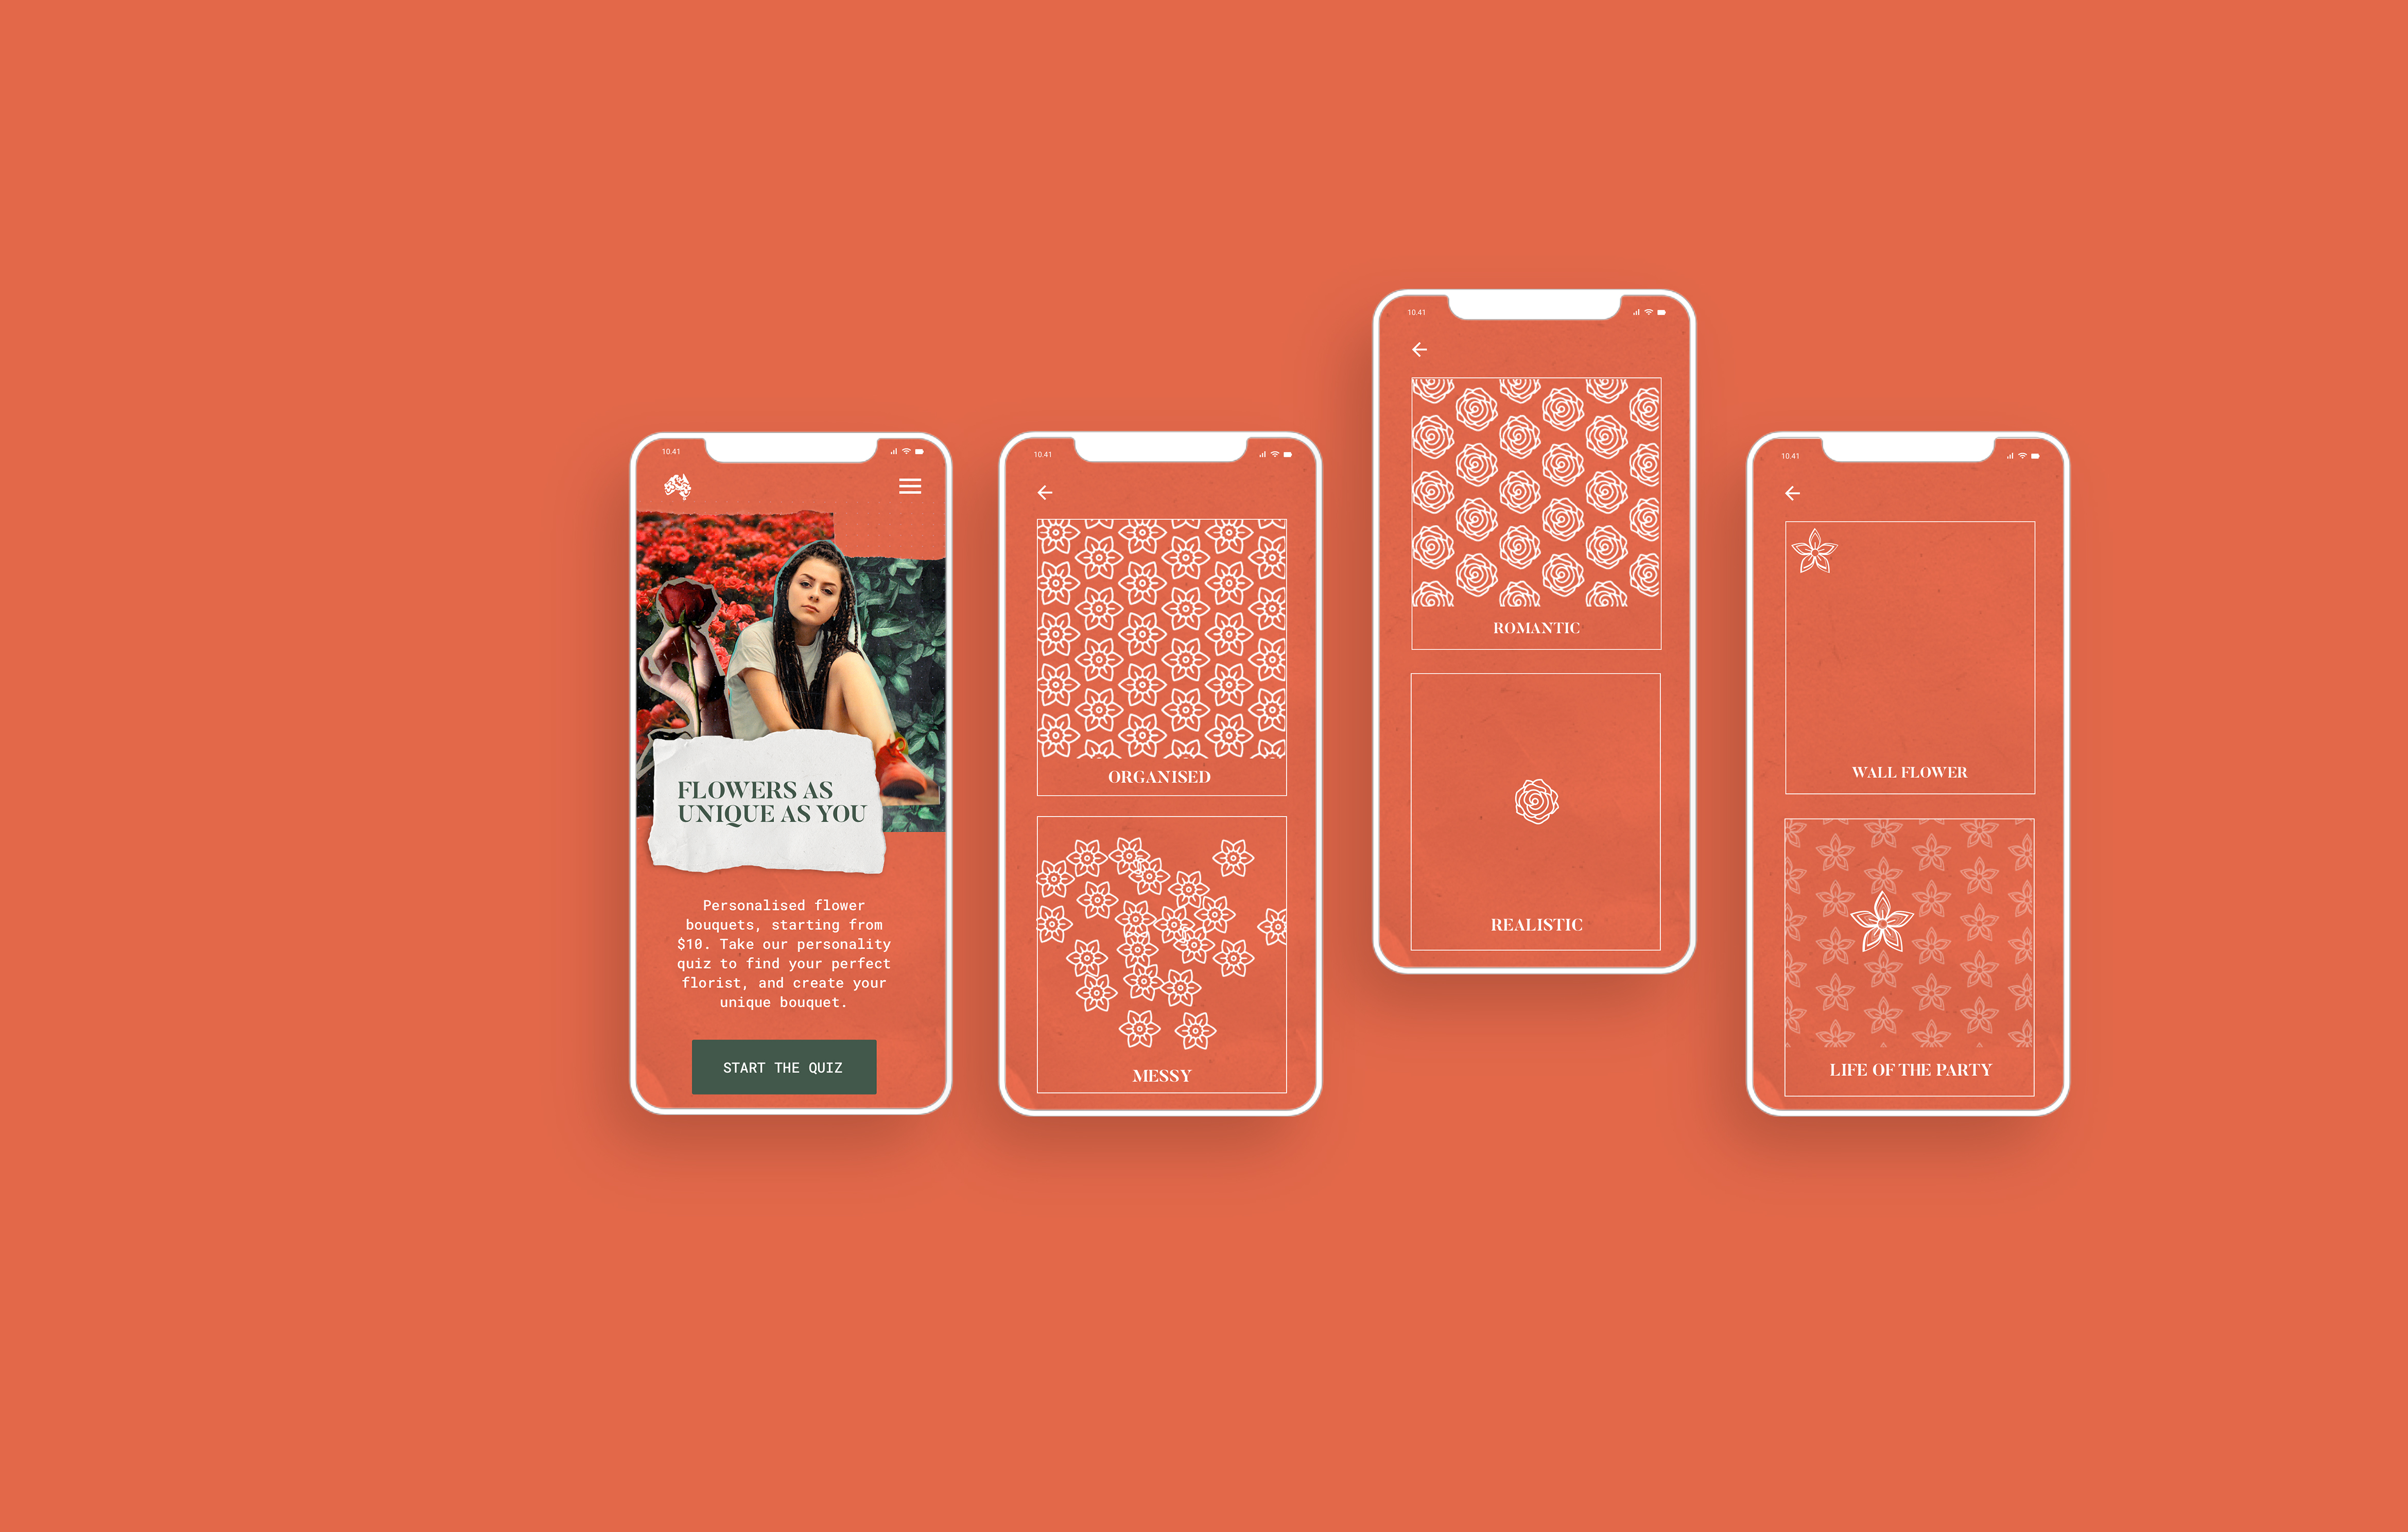 10.41
FLOWERS AS
UNIQUE AS YOU
Personalised flower
bouquets, starting from
$10. Take our personality
quiz to find your perfect
florist, and create your
unique bouquet.
START THE QUIZ
10.41
ORGANISED
MESSY
10.41
ROMANTIC
REALISTIC
10.41
WALL FLOWER
LIFE OF THE PARTY